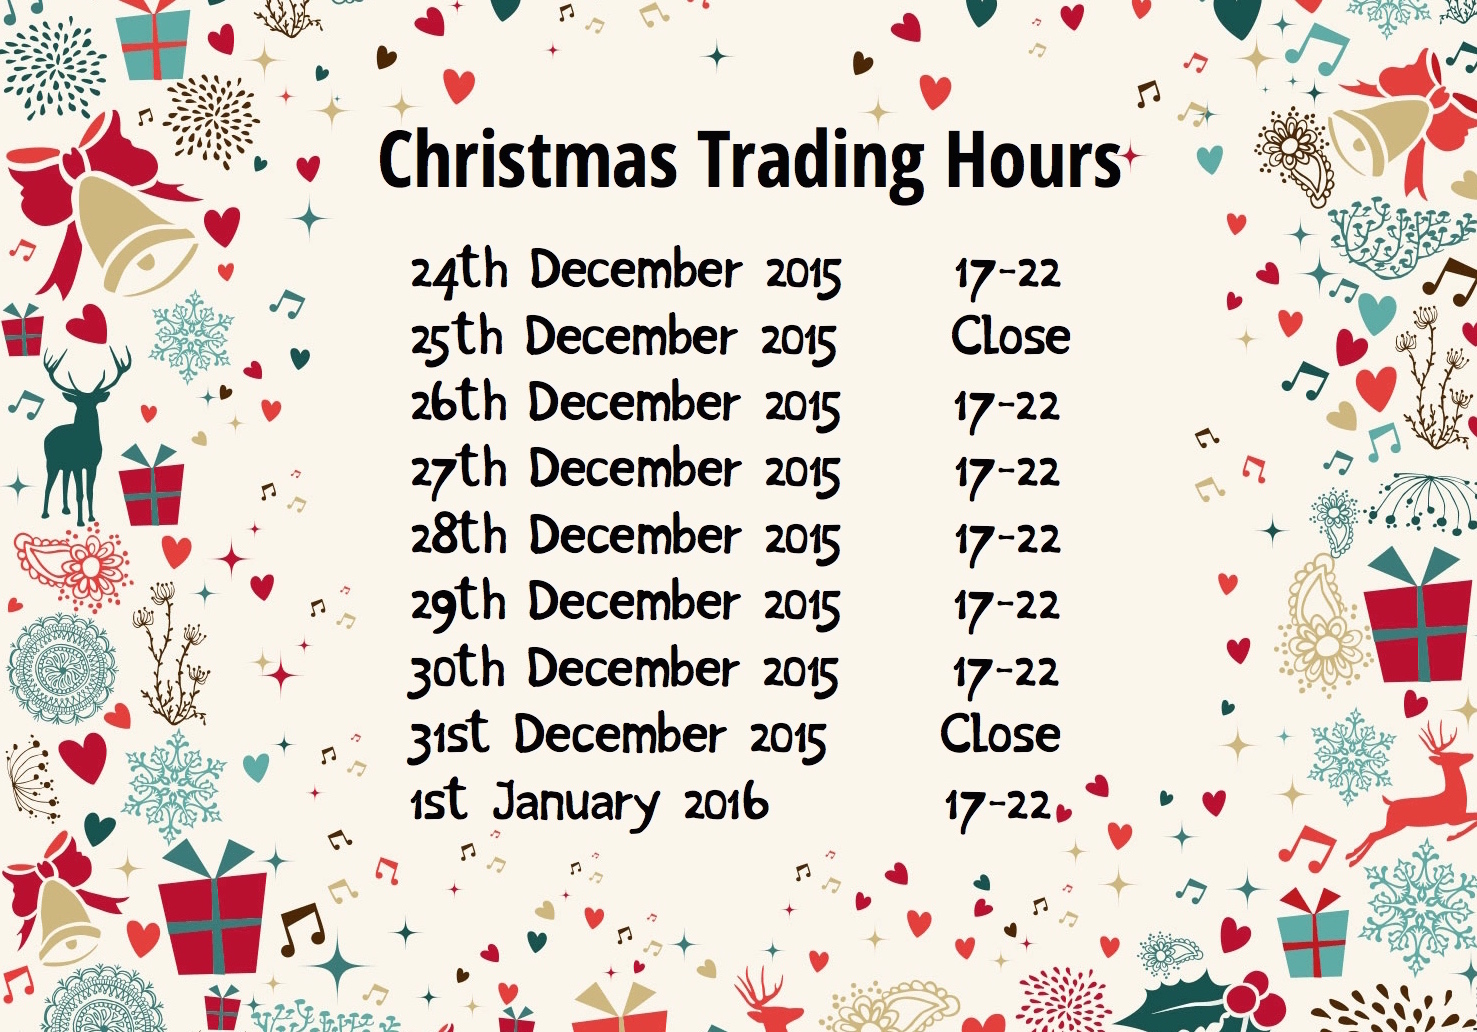 Christmas Trading Hours
24th December 2015 17-22
25th December 2015 Close
26th December 2015 17-22
27th December 2015 17-22
28th December 2015 17-22
29th December 2015 17-22
30th December 2015 17-22
31st December 2015 Close
1st January 2016 17-22